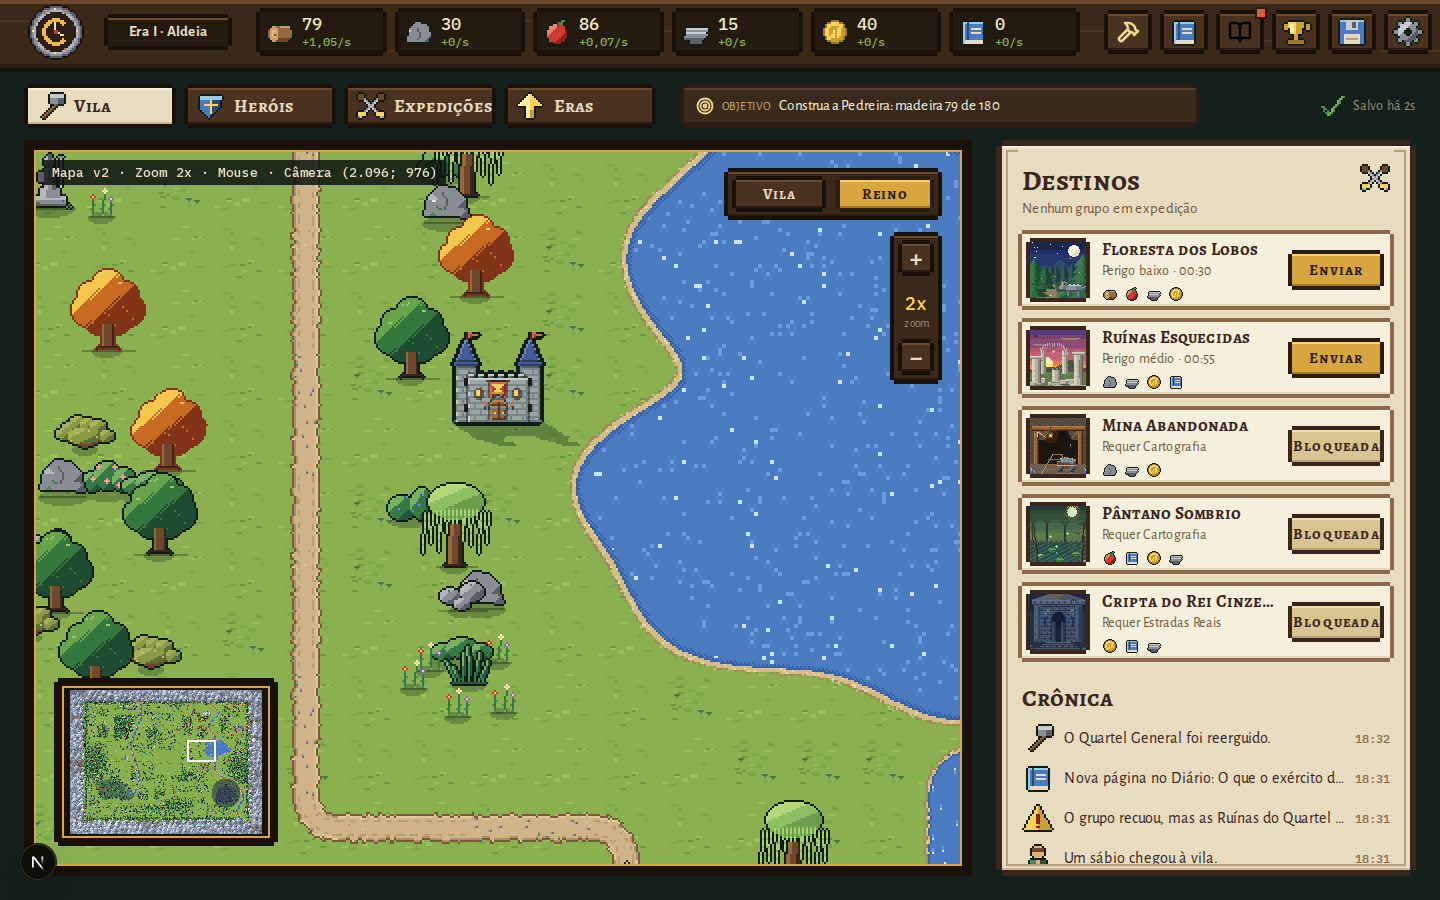 Era I · Aldeia
79
+1,05/s
30
+0/s
86
+0,07/s
15
+0/s
40
+0/s
0
+0/s
Vila
Heróis
Expedições
Eras
OBJETIVO Construa a Pedreira: madeira 79 de 180
Salvo há 2s
Mapa v2 · Zoom 2x · Mouse · Câmera (2.096; 976)
Vila
Reino
+
2x
zoom
−
N
Destinos
Nenhum grupo em expedição
Floresta dos Lobos
Perigo baixo · 00:30
Enviar
Ruínas Esquecidas
Perigo médio · 00:55
Enviar
Mina Abandonada
Requer Cartografia
Bloqueada
Pântano Sombrio
Requer Cartografia
Bloqueada
Cripta do Rei Cinze...
Requer Estradas Reais
Bloqueada
Crônica
O Quartel General foi reerguido. 18:32
Nova página no Diário: O que o exército d... 18:31
O grupo recuou, mas as Ruínas do Quartel ... 18:31
Um sábio chegou à vila. 18:31